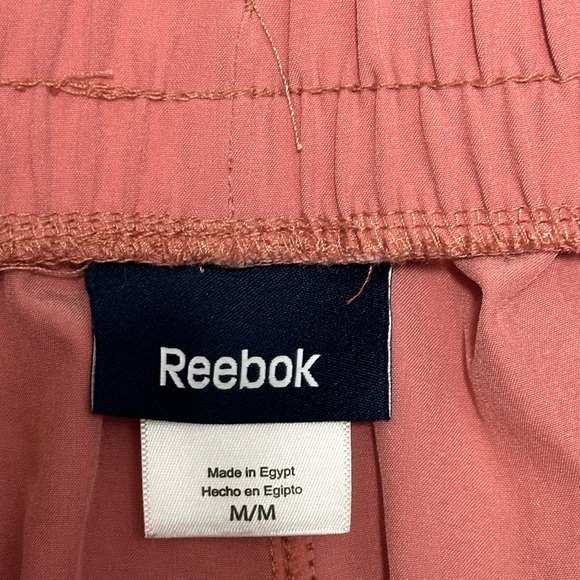 Reebok
Made in Egypt
Hecho en Egipto
M/M